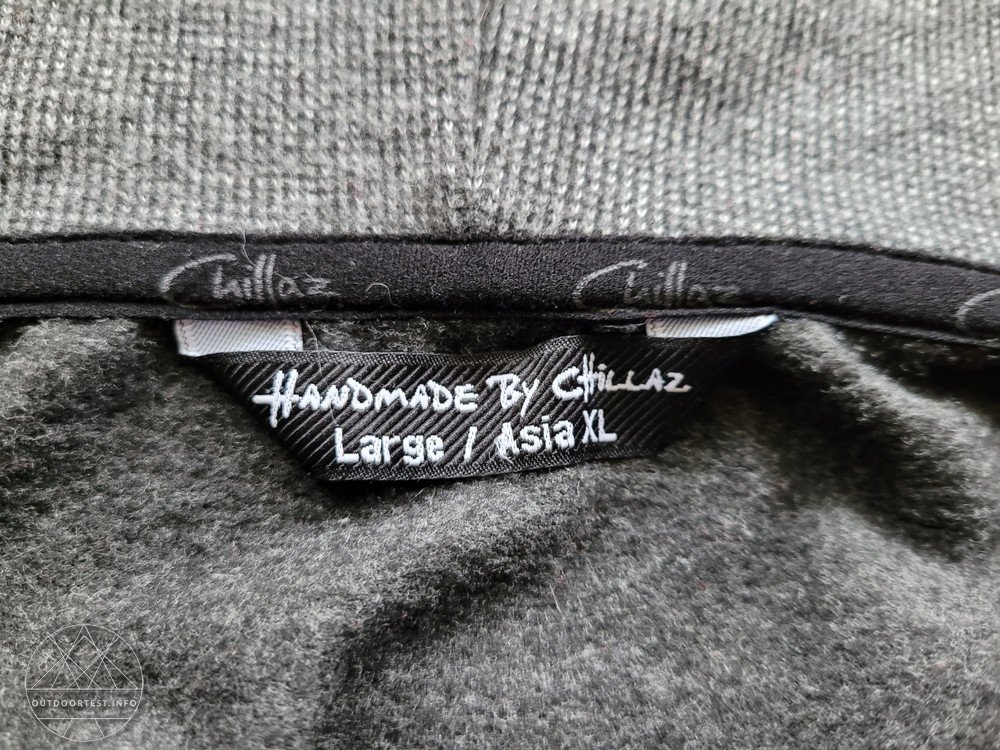 Chillaz Chillaz
HANDMADE BY CHILLAZ
Large / Asia XL
OUTDOORTEST.INFO